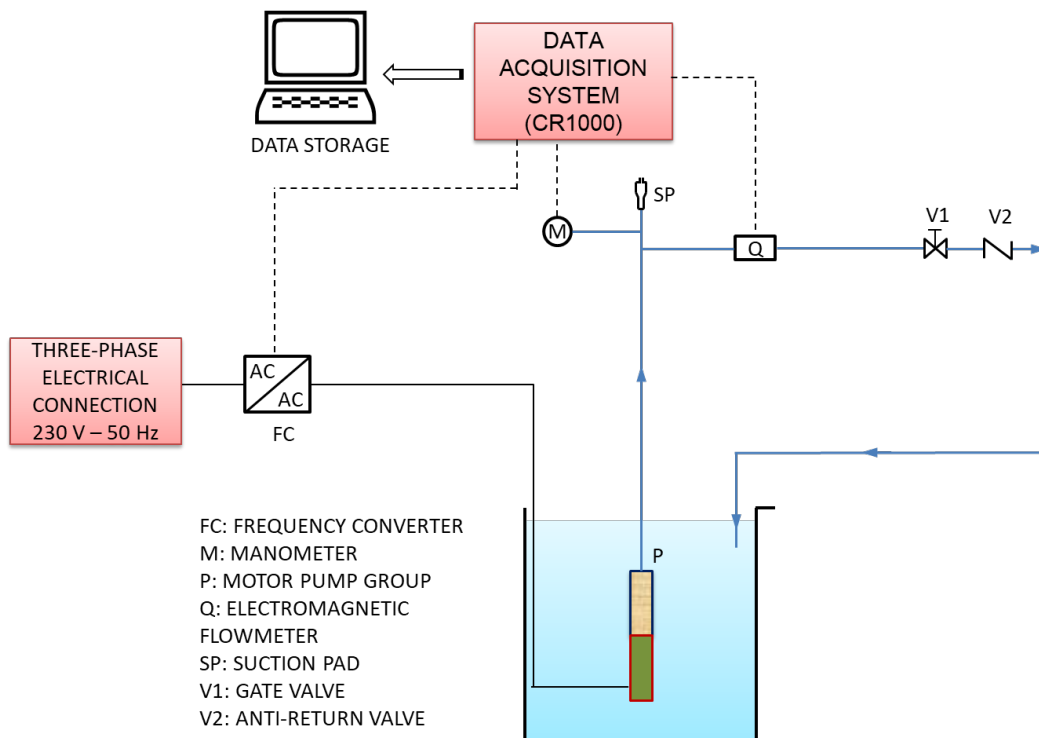 DATA
ACQUISITION
SYSTEM
(CR1000)
DATA STORAGE
SP
M
Q
V1
V2
THREE-PHASE
ELECTRICAL
CONNECTION
230 V – 50 Hz
AC
AC
FC
P
FC: FREQUENCY CONVERTER
M: MANOMETER
P: MOTOR PUMP GROUP
Q: ELECTROMAGNETIC
FLOWMETER
SP: SUCTION PAD
V1: GATE VALVE
V2: ANTI-RETURN VALVE